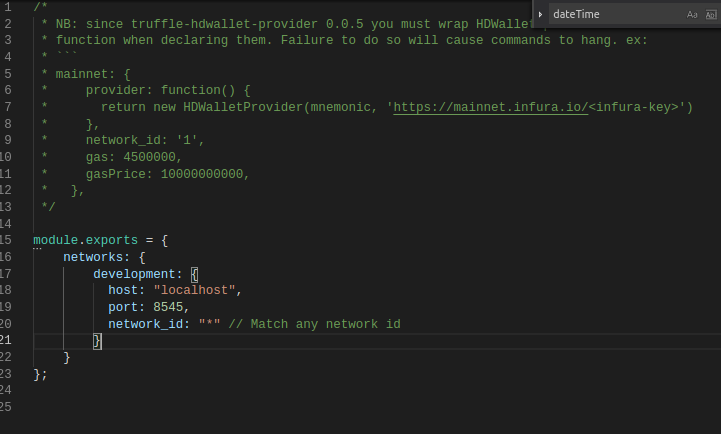 1 /*
2 * NB: since truffle-hdwallet-provider 0.0.5 you must wrap HDWallet
dateTime
Aa Ab
3 * function when declaring them. Failure to do so will cause commands to hang. ex:
4 * ```
5 * mainnet: {
6 *     provider: function() {
7 *       return new HDWalletProvider(mnemonic, 'https://mainnet.infura.io/<infura-key>')
8 *     },
9 *     network_id: '1',
10 *     gas: 4500000,
11 *     gasPrice: 10000000000,
12 *   },
13 */
14
15 module.exports = {
16     networks: {
17         development: {
18           host: "localhost",
19           port: 8545,
20           network_id: "*" // Match any network id
21         }
22     }
23 };
24
25